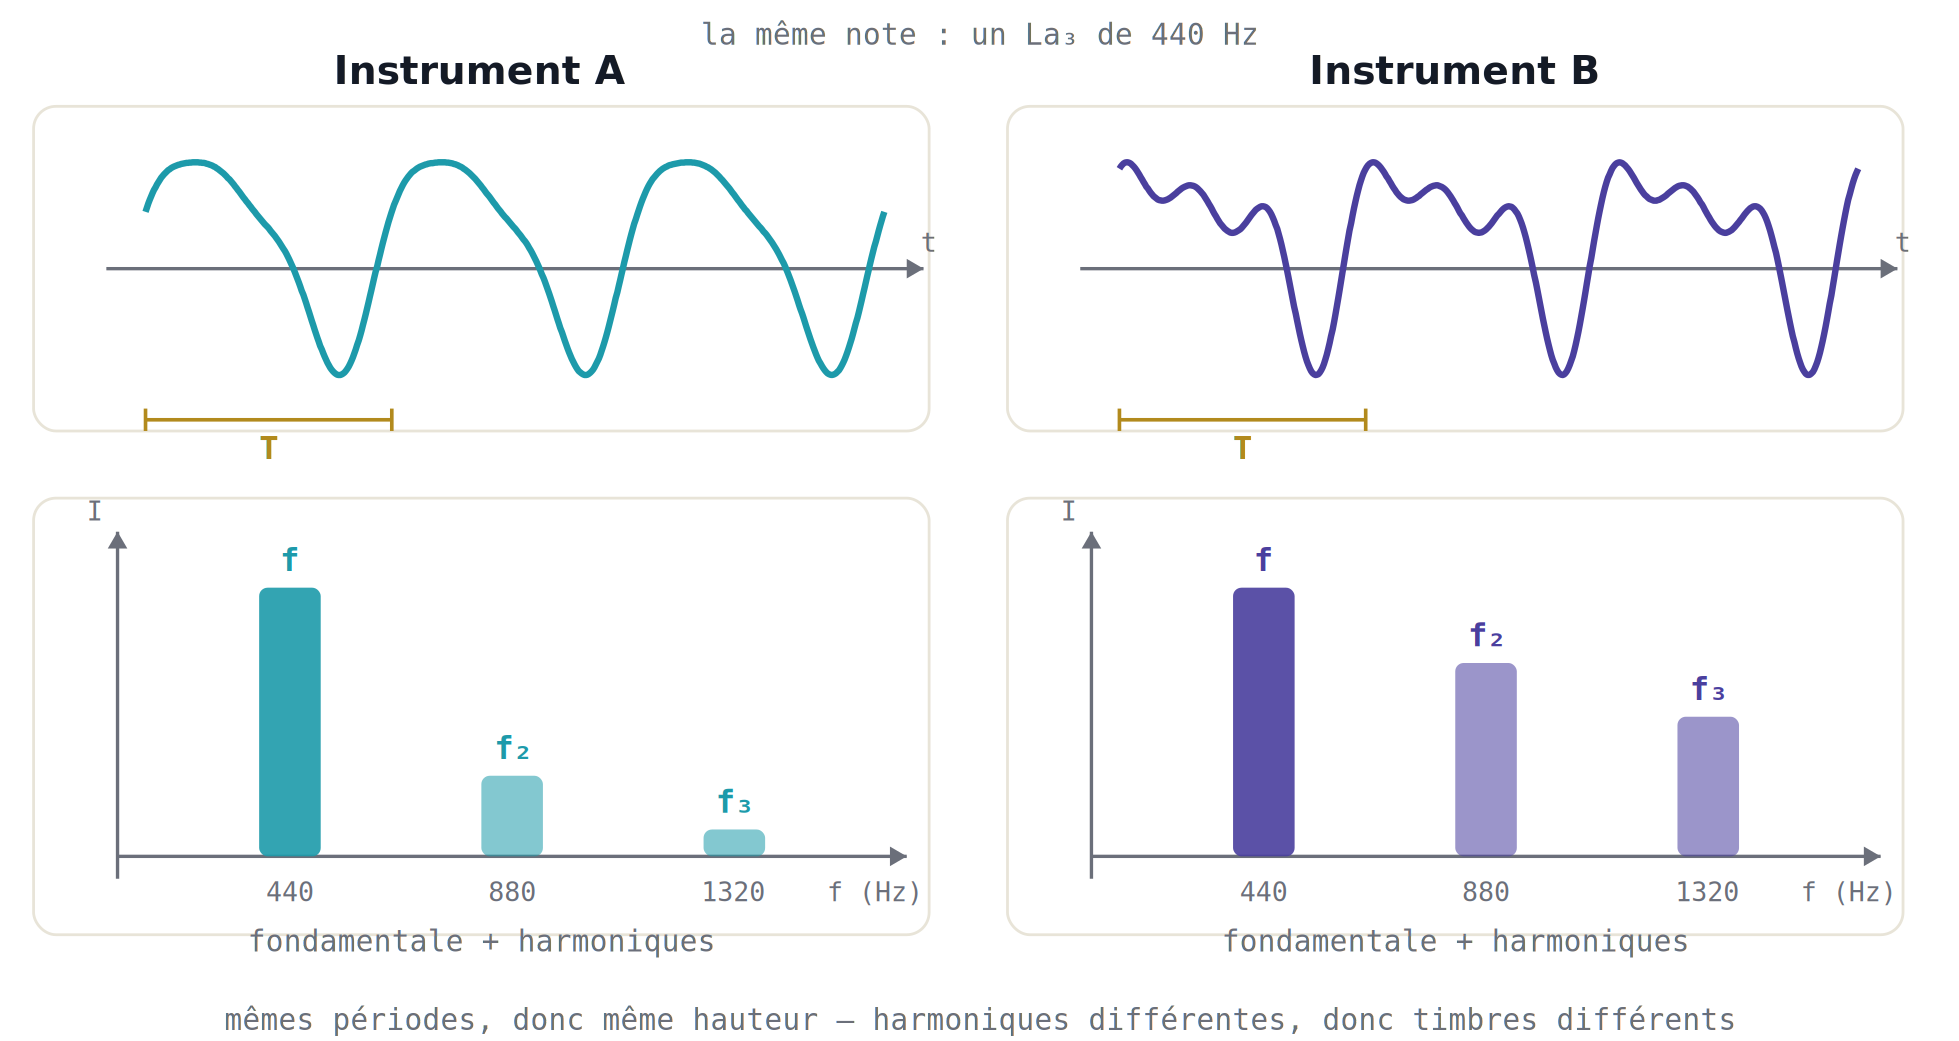 la même note : un La₃ de 440 Hz
Instrument A
Instrument B
t
t
T
T
I
I
f
f₂
f₃
f
f₂
f₃
440 880 1320 f (Hz)
440 880 1320 f (Hz)
fondamentale + harmoniques
fondamentale + harmoniques
mêmes périodes, donc même hauteur — harmoniques différentes, donc timbres différents